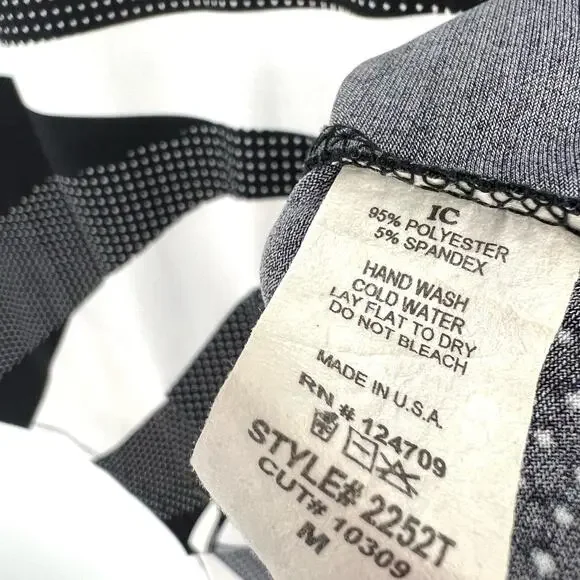 IC
95% POLYESTER
5% SPANDEX
HAND WASH
COLD WATER
LAY FLAT TO DRY
DO NOT BLEACH
MADE IN U.S.A.
RN # 124709
STYLE# 2252T
CUT# 10309
M